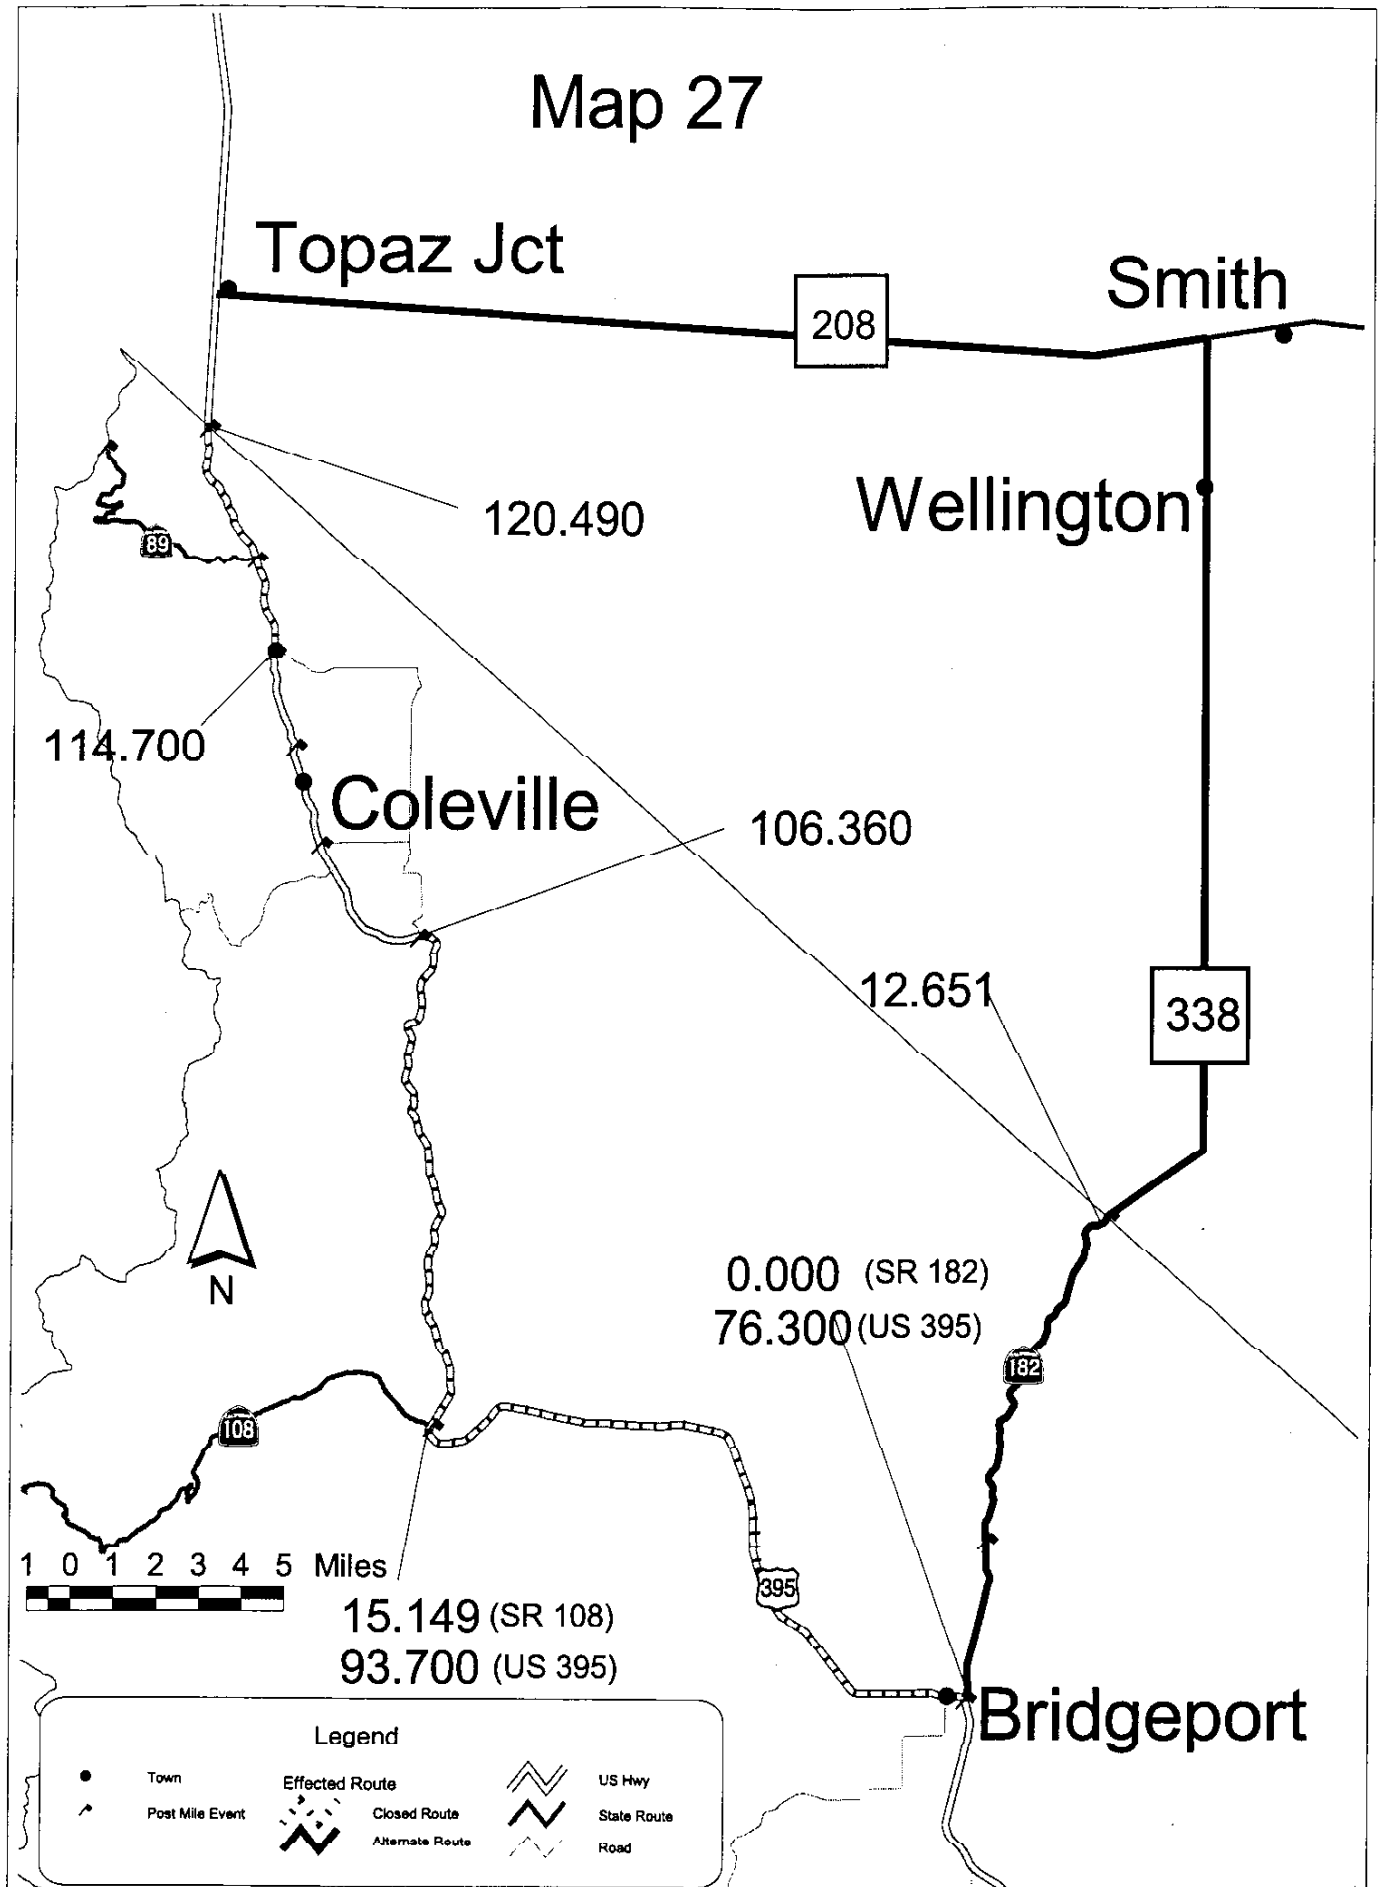 Map 27
Topaz Jct
Smith
208
120.490
Wellington
89
114.700
Coleville
106.360
12.651
338
N
0.000 (SR 182)
76.300 (US 395)
182
108
1 0 1 2 3 4 5 Miles
395
15.149 (SR 108)
93.700 (US 395)
Bridgeport
Legend
Town
Effected Route
US Hwy
Post Mile Event
Closed Route
State Route
Alternate Route
Road